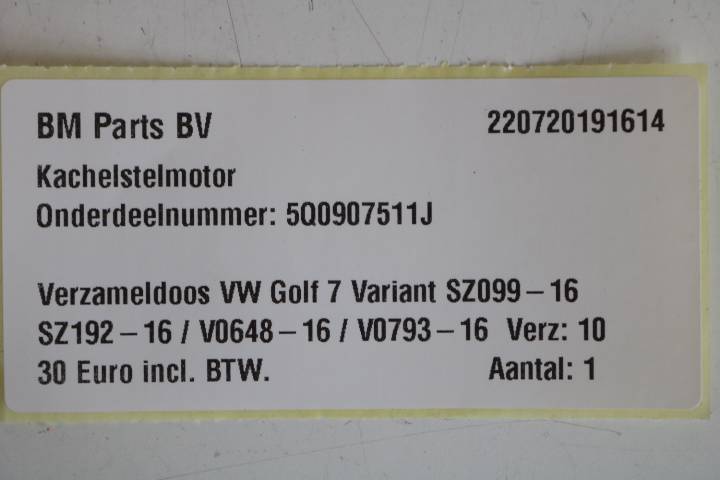 BM Parts BV 220720191614
Kachelstelmotor
Onderdeelnummer: 5Q0907511J
Verzameldoos VW Golf 7 Variant SZ099-16
SZ192-16 / V0648-16 / V0793-16 Verz: 10
30 Euro incl. BTW. Aantal: 1